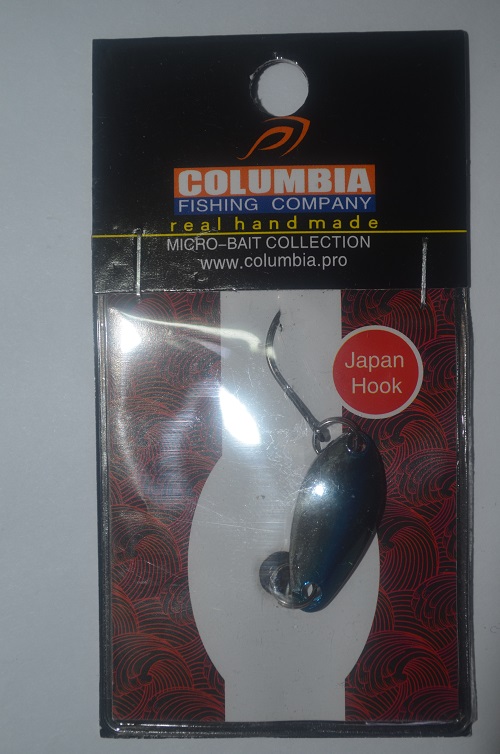 COLUMBIA
FISHING COMPANY
real hand made
MICRO-BAIT COLLECTION
www.columbia.pro
Japan
Hook